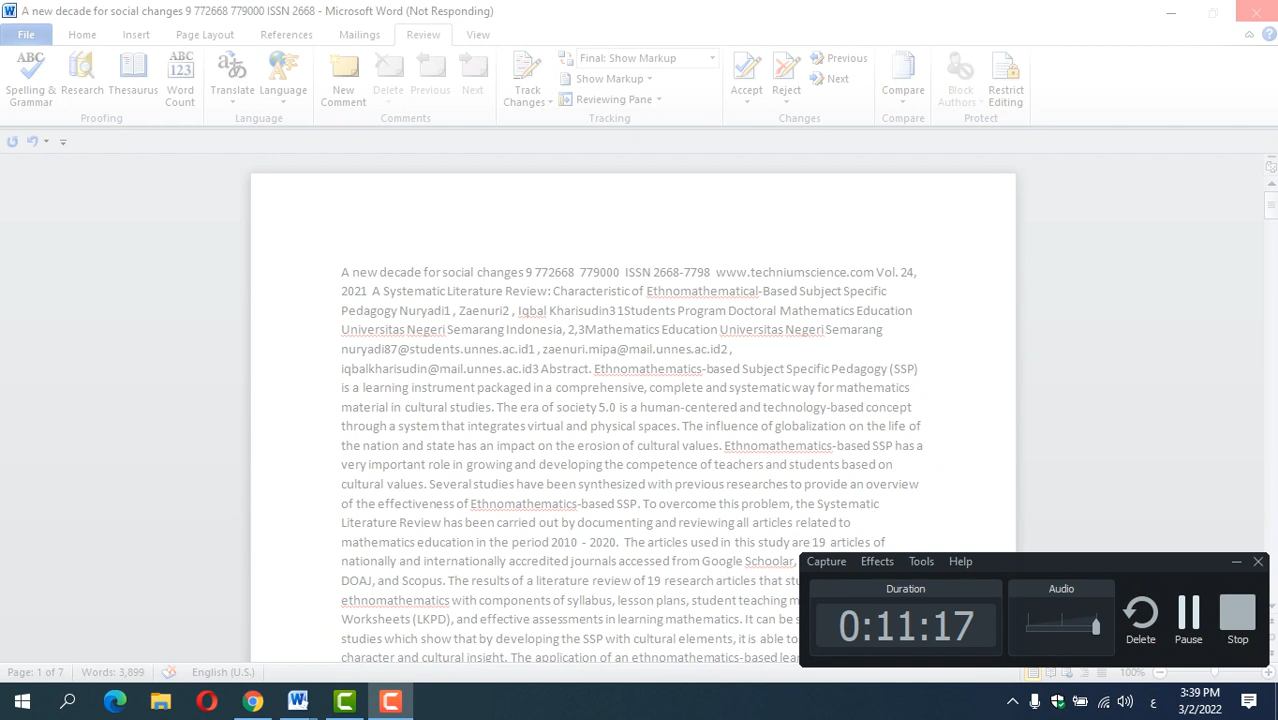 A new decade for social changes 9 772668 779000 ISSN 2668 - Microsoft Word (Not Responding)
File Home Insert Page Layout References Mailings Review View
Spelling & Grammar
Research
Thesaurus
Word Count
Proofing
Translate
Language
Language
New Comment
Delete
Previous
Next
Comments
Track Changes
Final: Show Markup
Show Markup
Reviewing Pane
Tracking
Accept
Reject
Previous
Next
Changes
Compare
Compare
Block Authors
Restrict Editing
Protect
A new decade for social changes 9 772668 779000 ISSN 2668-7798 www.techniumscience.com Vol. 24,
2021 A Systematic Literature Review: Characteristic of Ethnomathematical-Based Subject Specific
Pedagogy Nuryadi1 , Zaenuri2 , Iqbal Kharisudin3 1Students Program Doctoral Mathematics Education
Universitas Negeri Semarang Indonesia, 2,3Mathematics Education Universitas Negeri Semarang
nuryadi87@students.unnes.ac.id1 , zaenuri.mipa@mail.unnes.ac.id2 ,
iqbalkharisudin@mail.unnes.ac.id3 Abstract. Ethnomathematics-based Subject Specific Pedagogy (SSP)
is a learning instrument packaged in a comprehensive, complete and systematic way for mathematics
material in cultural studies. The era of society 5.0 is a human-centered and technology-based concept
through a system that integrates virtual and physical spaces. The influence of globalization on the life of
the nation and state has an impact on the erosion of cultural values. Ethnomathematics-based SSP has a
very important role in growing and developing the competence of teachers and students based on
cultural values. Several studies have been synthesized with previous researches to provide an overview
of the effectiveness of Ethnomathematics-based SSP. To overcome this problem, the Systematic
Literature Review has been carried out by documenting and reviewing all articles related to
mathematics education in the period 2010 - 2020. The articles used in this study are 19 articles of
nationally and internationally accredited journals accessed from Google Schoolar,
DOAJ, and Scopus. The results of a literature review of 19 research articles that
ethnomathematics with components of syllabus, lesson plans, student teaching
Worksheets (LKPD), and effective assessments in learning mathematics. It can be
studies which show that by developing the SSP with cultural elements, it is able to
character and cultural insight. The application of an ethnomathematics-based
Capture Effects Tools Help
Duration
0:11:17
Audio
Delete
Pause
Stop
Page: 1 of 7 Words: 3,899 English (U.S.) 100%
ع 3:39 PM
3/2/2022